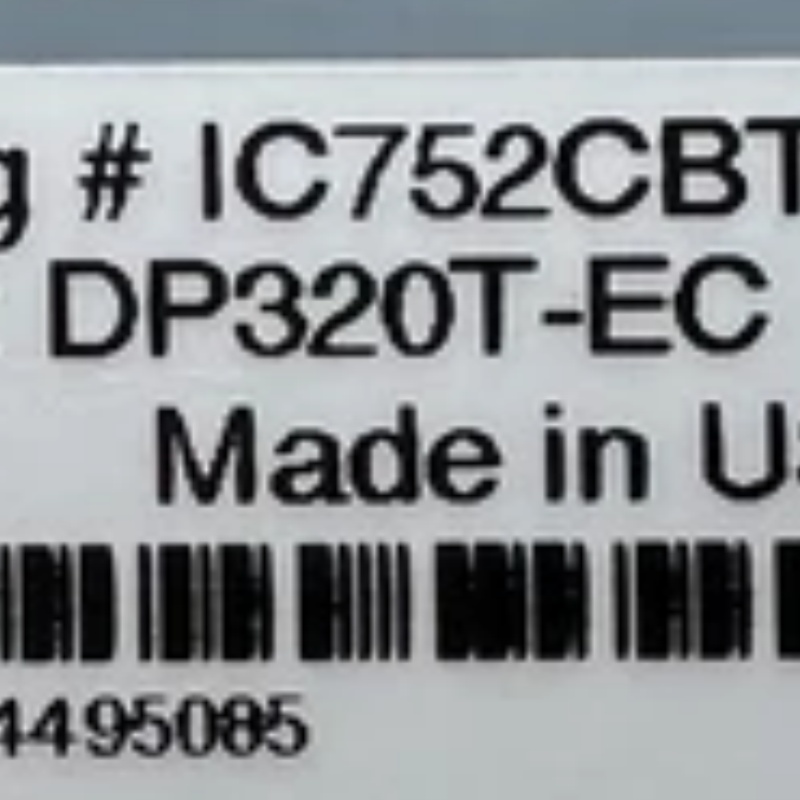 g # IC752CBT
DP320T-EC
Made in U
4495085